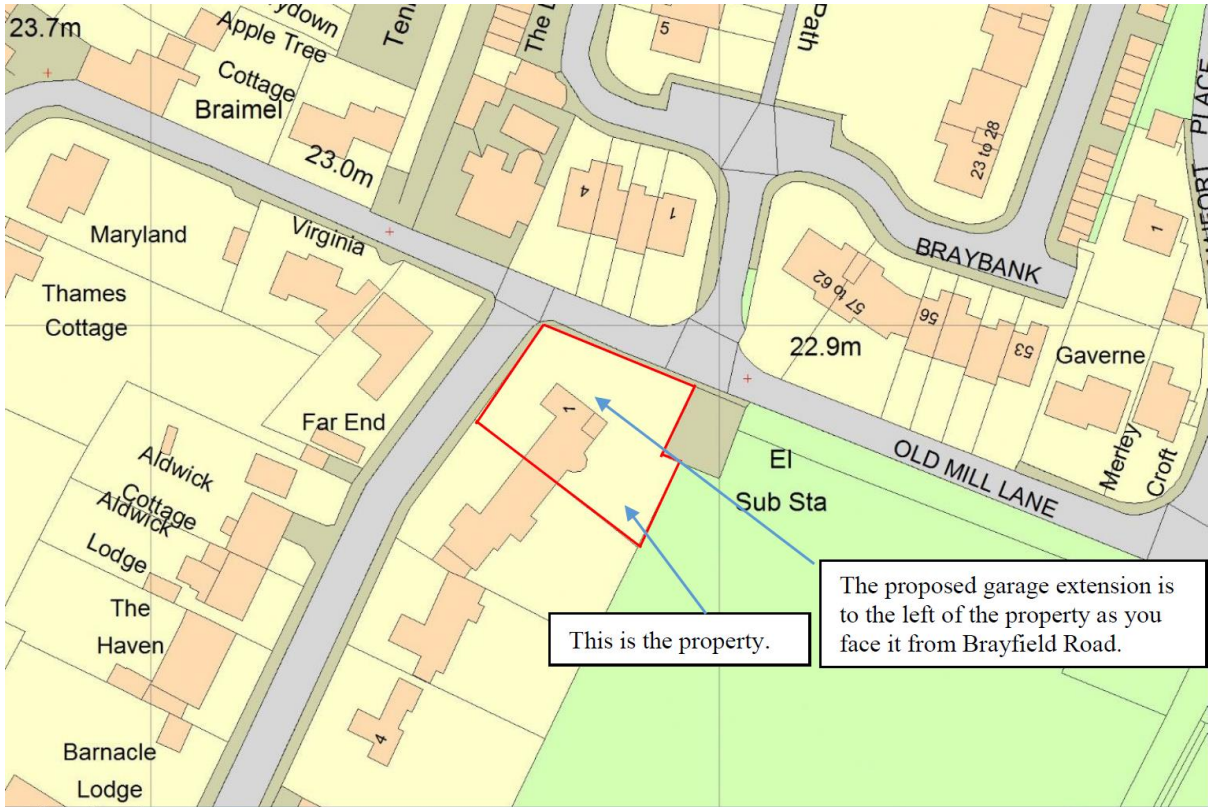 23.7m
Apple Tree
Cottage
Braimel
The L
5
Path
23 to 28
PLACE
23.0m
4
1
1
Maryland
Virginia
BRAYBANK
Thames
Cottage
57 to 62
56
53
22.9m
Gaverne
Merley
Croft
1
Far End
El
Sub Sta
OLD MILL LANE
Aldwick
Cottage
Aldwick
Lodge
The
Haven
This is the property.
The proposed garage extension is
to the left of the property as you
face it from Brayfield Road.
4
Barnacle
Lodge